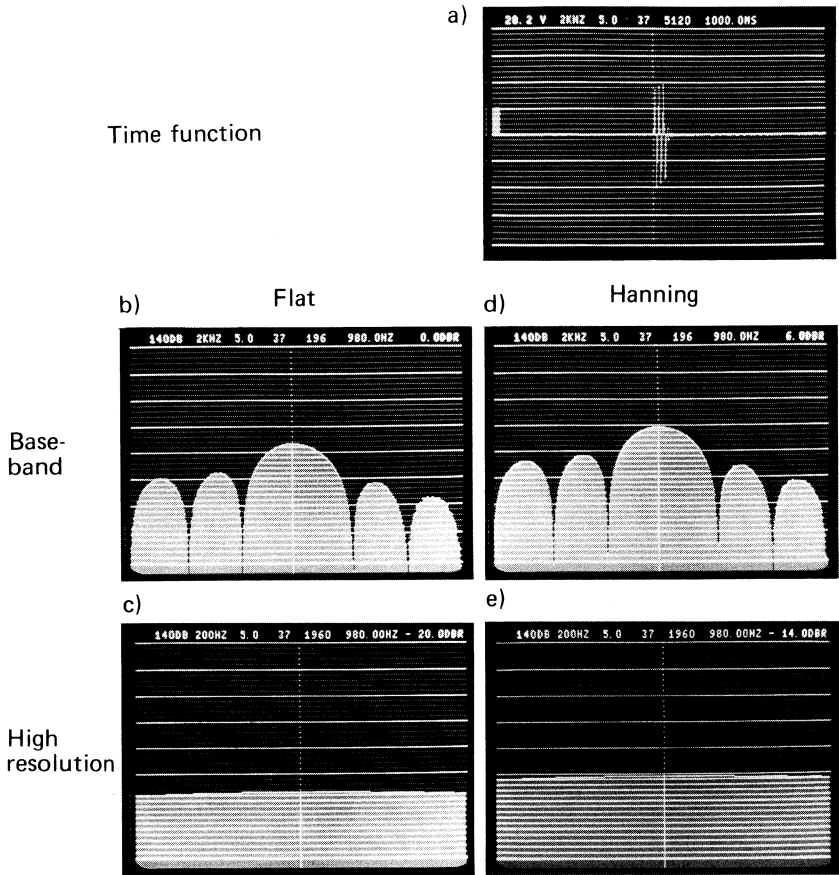 a)
20.2 V 2KHZ 5.0 37 5120 1000.0MS
Time function
b) Flat
d) Hanning
140DB 2KHZ 5.0 37 196 980.0HZ 0.0DBR
140DB 2KHZ 5.0 37 196 980.0HZ 6.0DBR
Base-
band
c)
e)
140DB 200HZ 5.0 37 1960 980.00HZ - 20.0DBR
140DB 200HZ 5.0 37 1960 980.00HZ - 14.0DBR
High
resolution